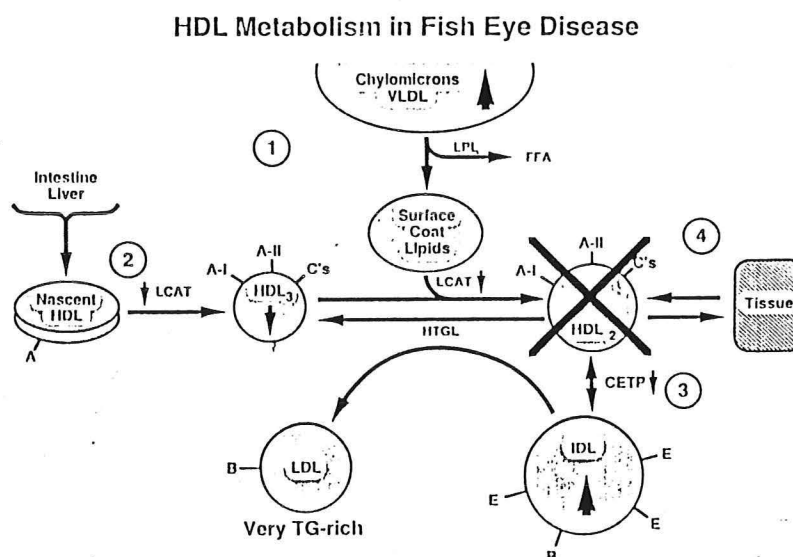 HDL Metabolism in Fish Eye Disease
Chylomicrons
VLDL
1
LPL
FFA
Intestine
Liver
Surface
Coat
Lipids
A-II
4
2
A-I
A-II
C's
A-I
C's
LCAT
LCAT
Nascent
HDL
HDL3
HDL2
Tissue
HTGL
A
CETP
3
B
LDL
IDL
E
E
E
Very TG-rich
B